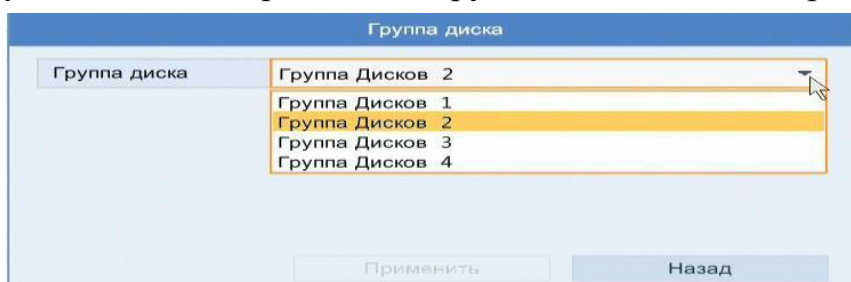 Группа диска
Группа диска Группа Дисков 2
Группа Дисков 1
Группа Дисков 2
Группа Дисков 3
Группа Дисков 4
Применить Назад